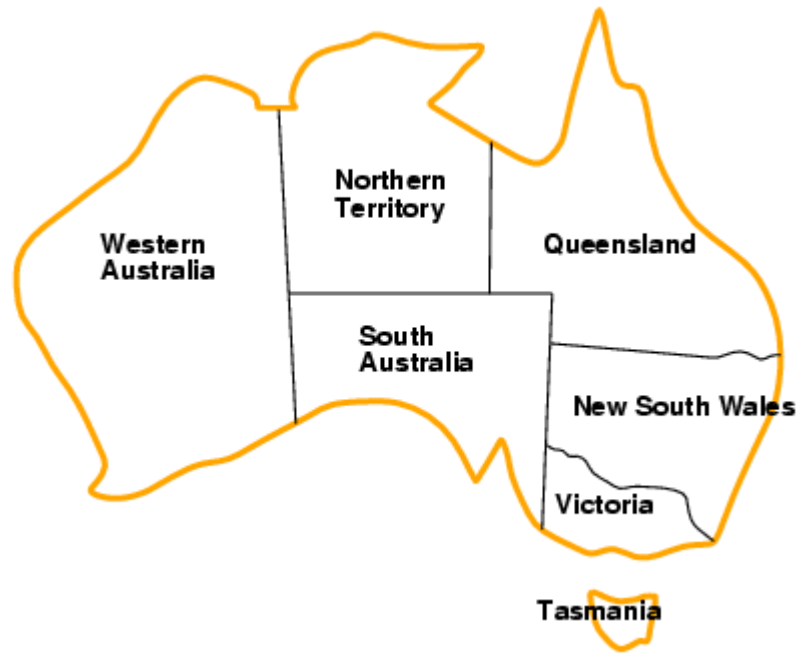 Northern
Territory
Western
Australia
Queensland
South
Australia
New South Wales
Victoria
Tasmania